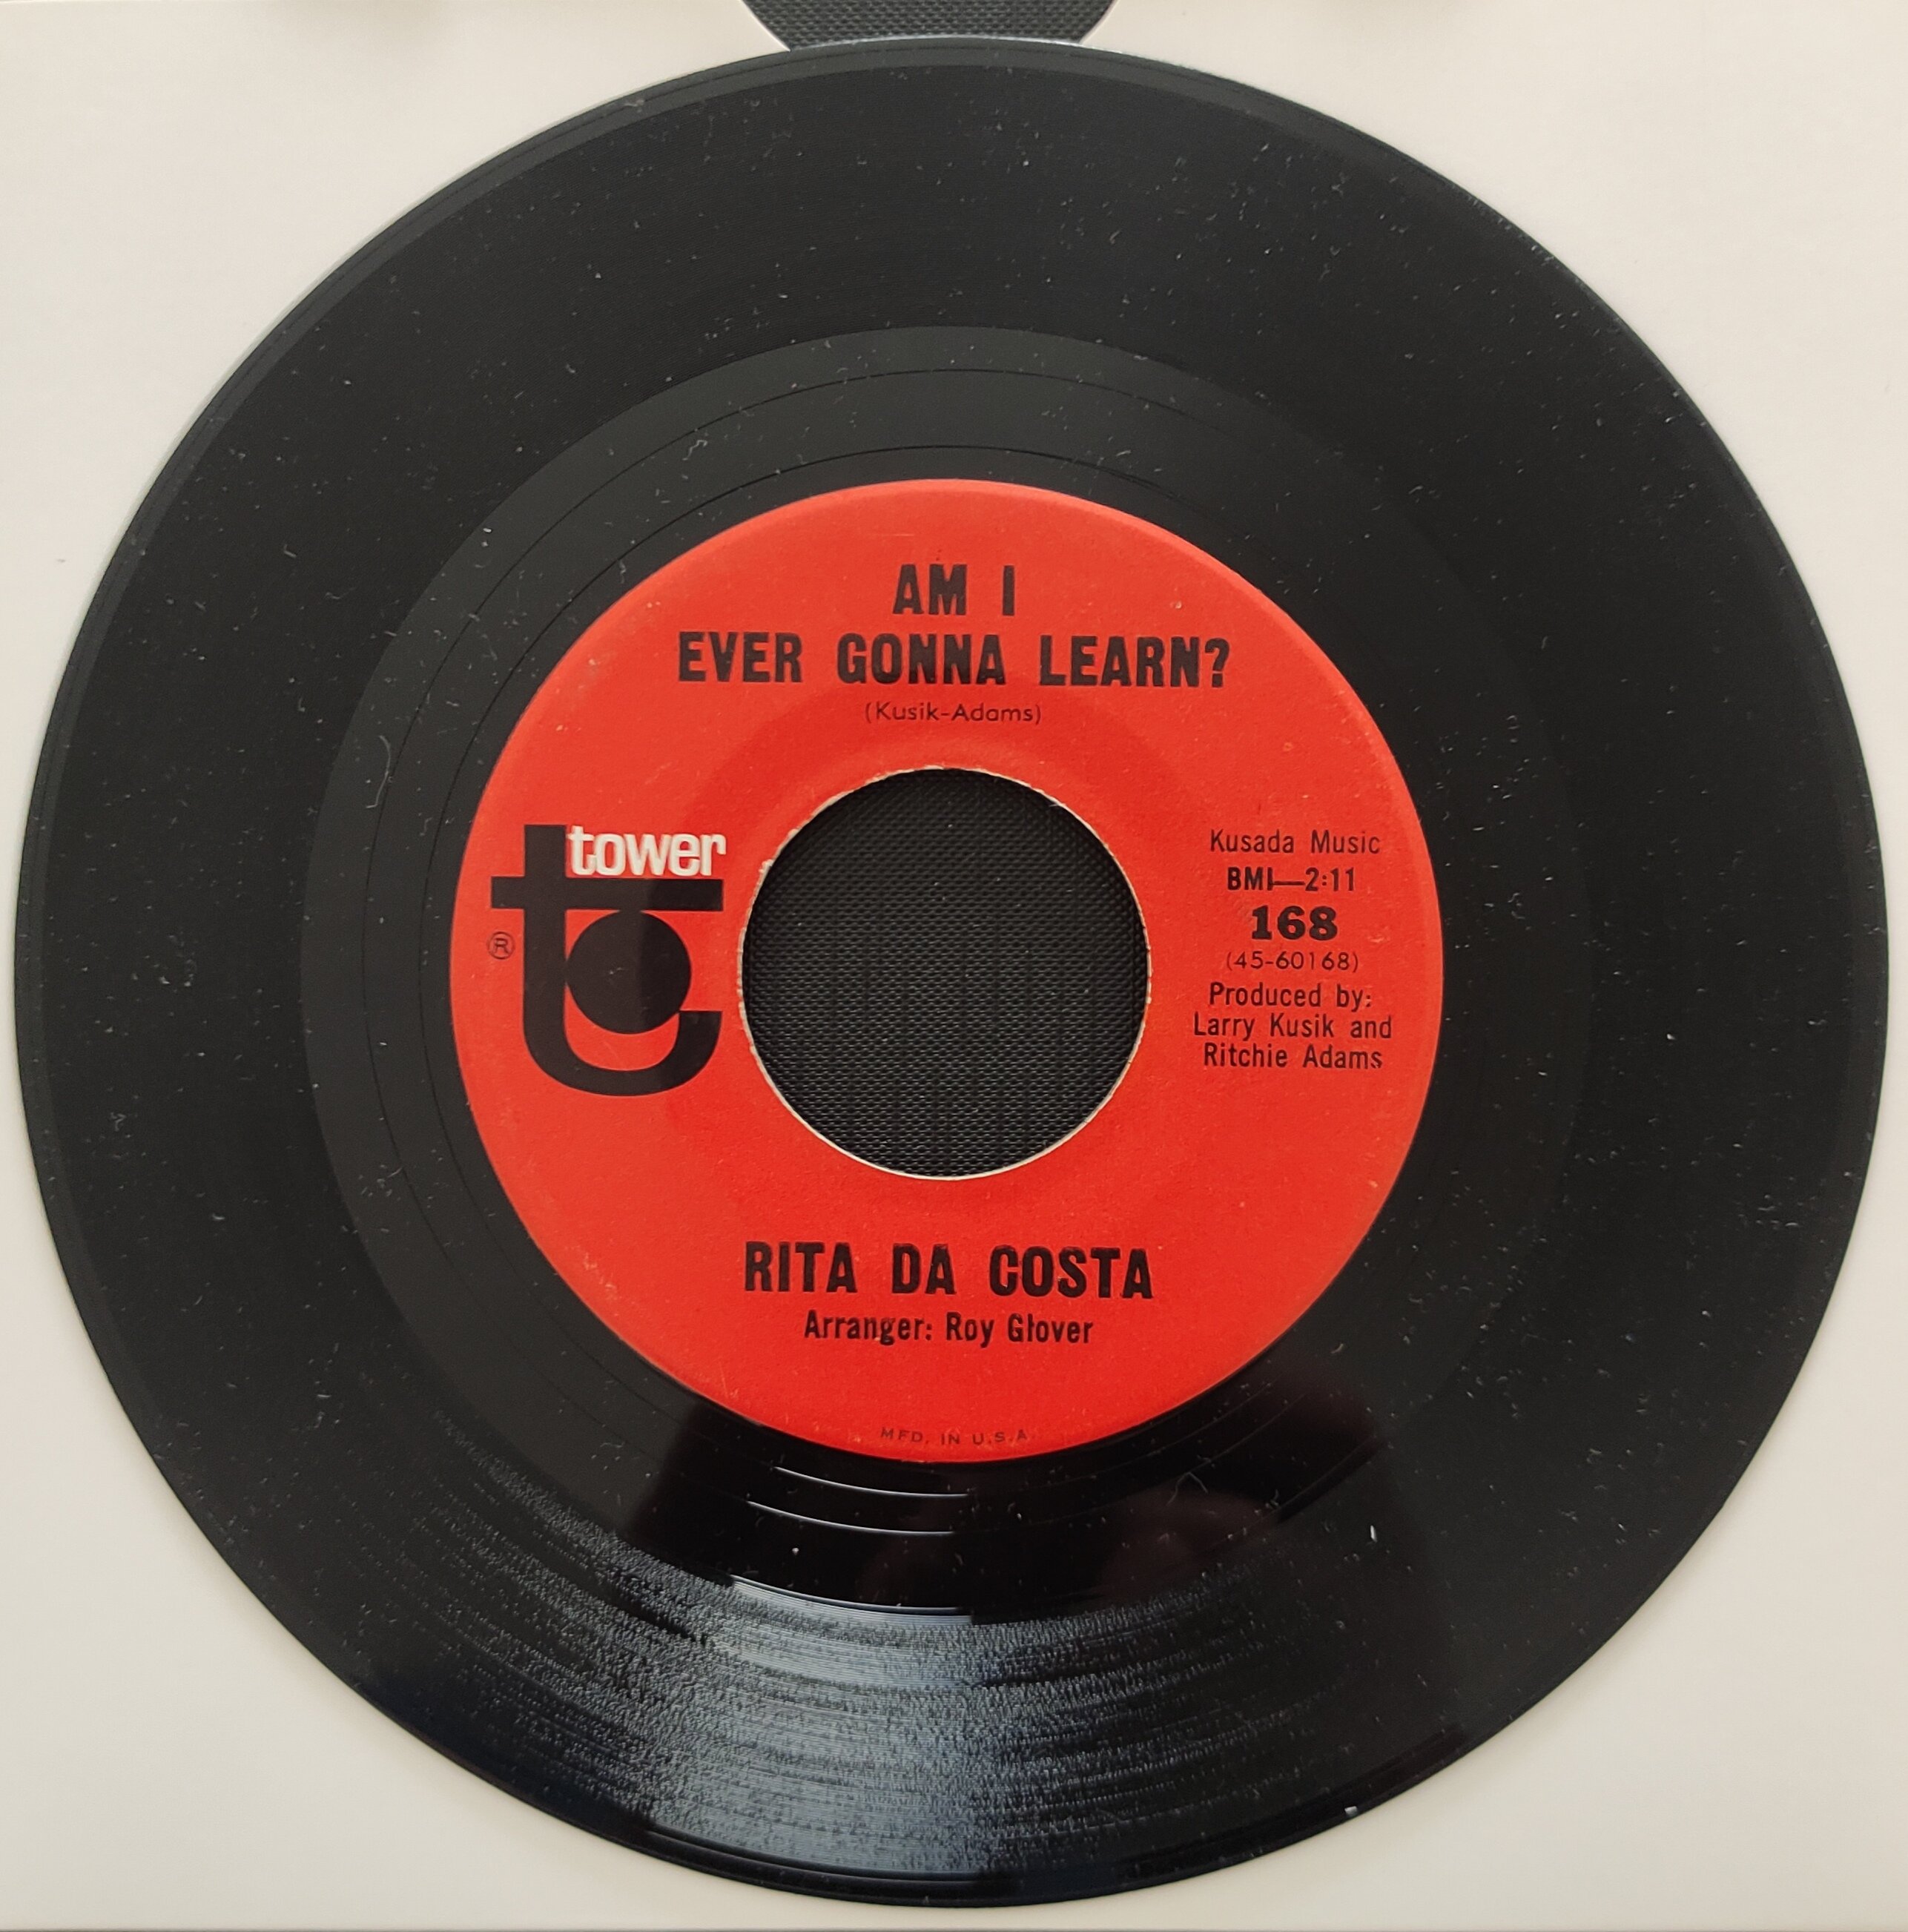 AM I
EVER GONNA LEARN?
(Kusik-Adams)
tower
®
Kusada Music
BMI—2:11
168
(45-60168)
Produced by:
Larry Kusik and
Ritchie Adams
RITA DA COSTA
Arranger: Roy Glover
MFD. IN U.S.A.